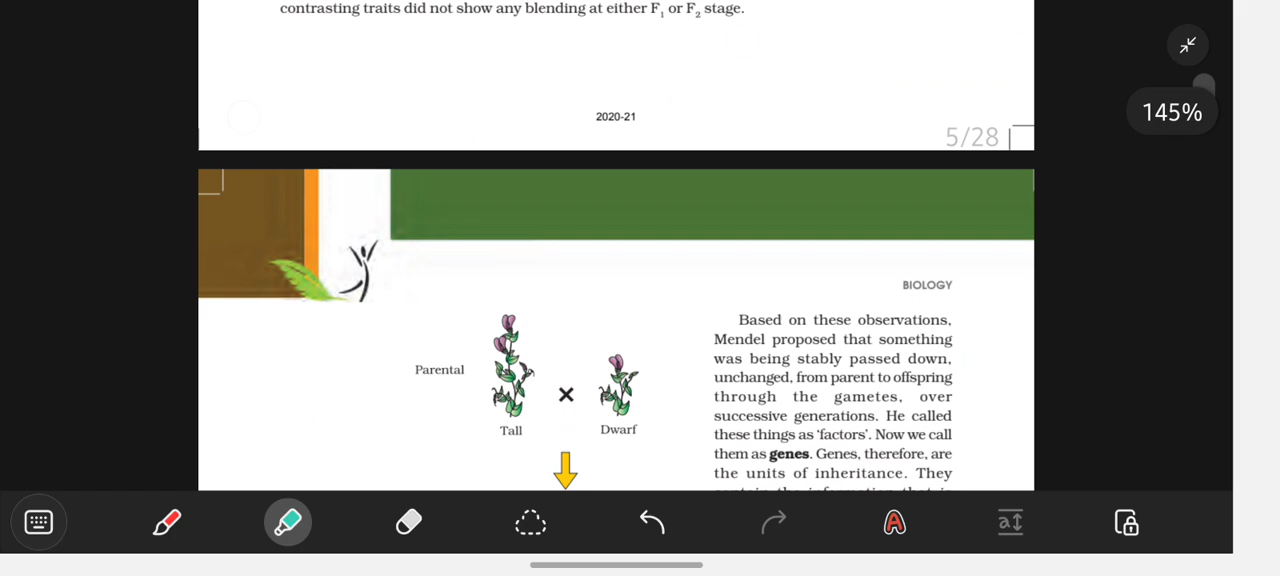 contrasting traits did not show any blending at either F₁ or F₂ stage.
2020-21
5/28
145%
BIOLOGY
Parental
Tall
×
Dwarf
Based on these observations,
Mendel proposed that something
was being stably passed down,
unchanged, from parent to offspring
through the gametes, over
successive generations. He called
these things as ‘factors’. Now we call
them as genes. Genes, therefore, are
the units of inheritance. They
A
a